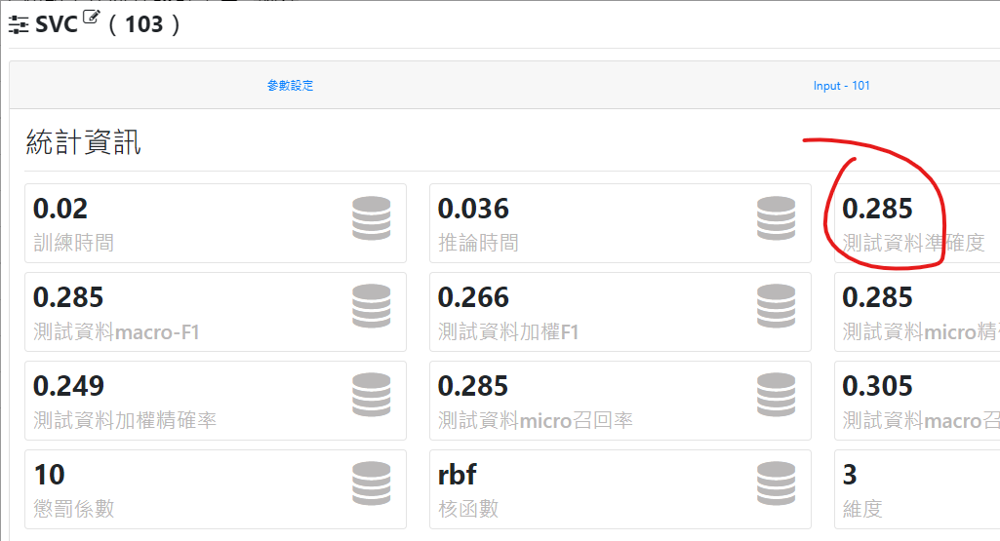 SVC（103）
參數設定
Input - 101
統計資訊
0.02
訓練時間
0.036
推論時間
0.285
測試資料準確度
0.285
測試資料macro-F1
0.266
測試資料加權F1
0.285
測試資料micro精
0.249
測試資料加權精確率
0.285
測試資料micro召回率
0.305
測試資料macro召
10
懲罰係數
rbf
核函數
3
維度